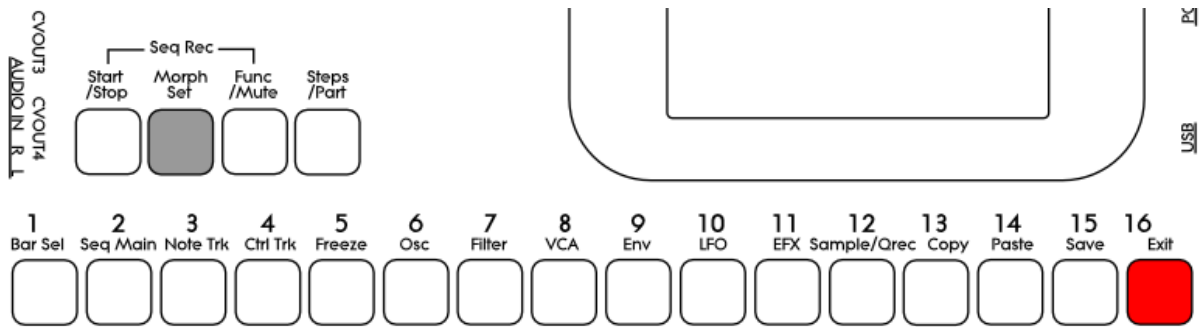 CVOUT3 CVOUT4
AUDIO IN R L
Seq Rec
Start
/Stop
Morph
Set
Func
/Mute
Steps
/Part
USB
1 2 3 4 5 6 7 8 9 10 11 12 13 14 15 16
Bar Sel Seq Main Note Trk Ctrl Trk Freeze Osc Filter VCA Env LFO EFX Sample/Qrec Copy Paste Save Exit